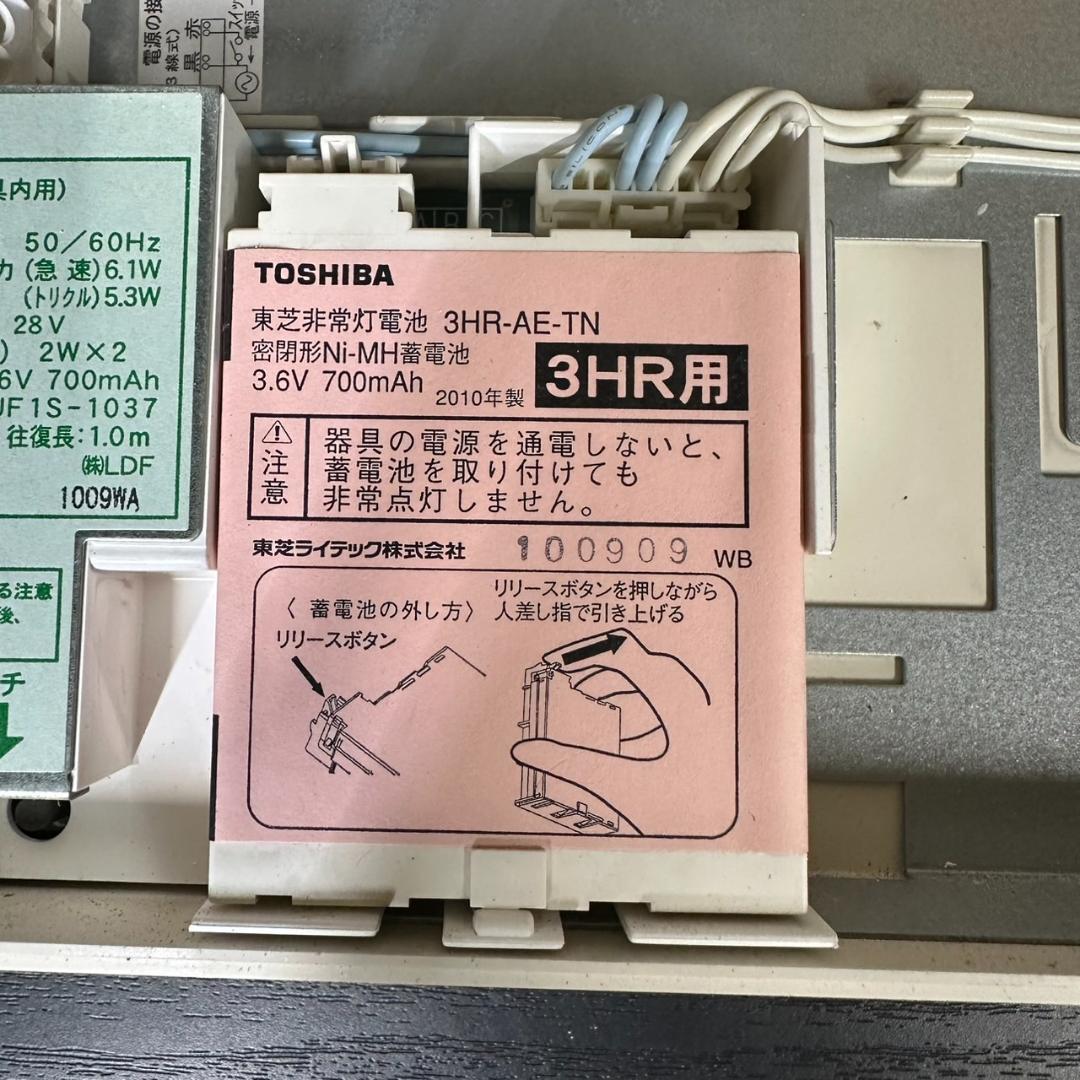 電源の接
3 線式)
黒 赤
スイッ
電源
具内用)
50/60Hz
力 (急 速) 6.1W
(トリクル) 5.3W
28V
) 2W×2
6V 700mAh
UF1S-1037
往復長:1.0m
㈱LDF
1009WA
る注意
後、
チ
SILICON
TOSHIBA
東芝非常灯電池 3HR-AE-TN
密閉形Ni-MH蓄電池
3.6V 700mAh 2010年製
3HR用
注意
器具の電源を通電しないと、
蓄電池を取り付けても
非常点灯しません。
東芝ライテック株式会社 100909 WB
〈 蓄電池の外し方〉
リリースボタンを押しながら
人差し指で引き上げる
リリースボタン